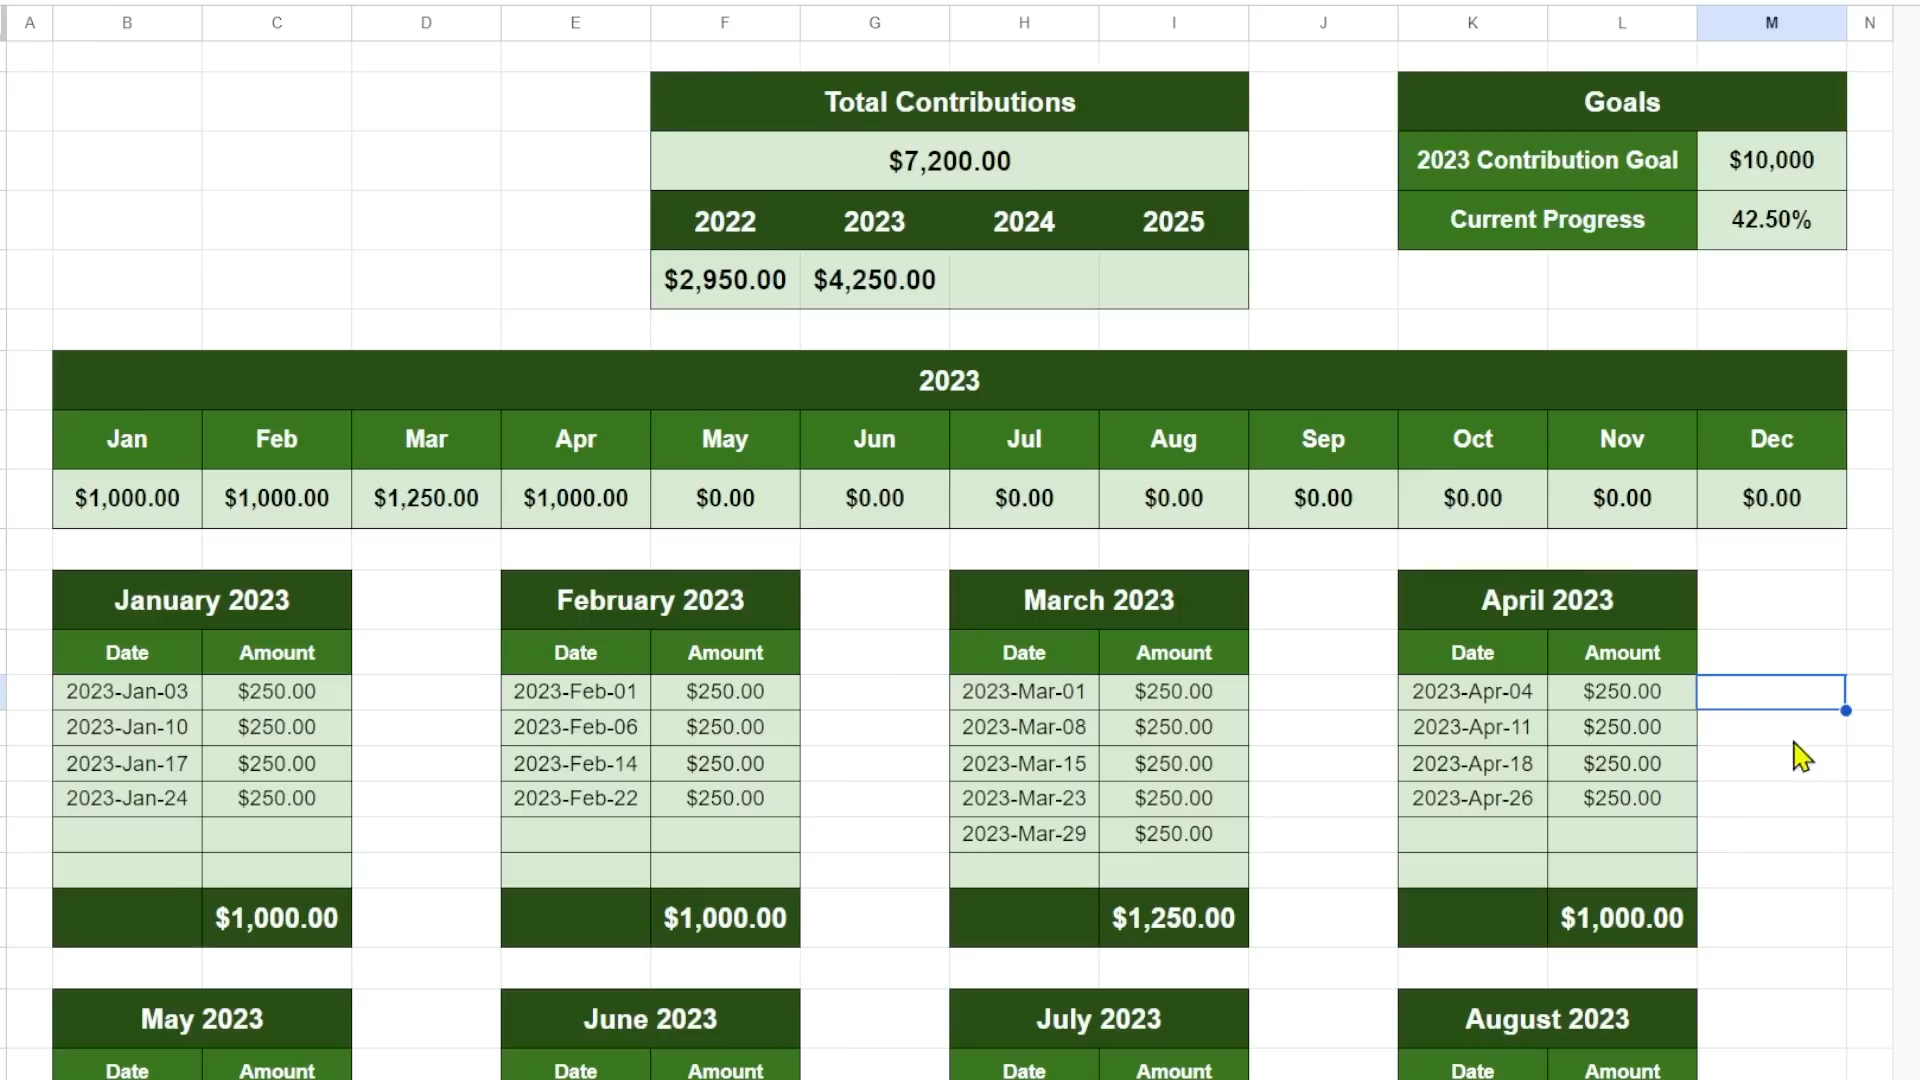 A B C D E F G H I J K L M N
Total Contributions Goals
$7,200.00 2023 Contribution Goal $10,000
2022 2023 2024 2025 Current Progress 42.50%
$2,950.00 $4,250.00
2023
Jan Feb Mar Apr May Jun Jul Aug Sep Oct Nov Dec
$1,000.00 $1,000.00 $1,250.00 $1,000.00 $0.00 $0.00 $0.00 $0.00 $0.00 $0.00 $0.00 $0.00
January 2023 February 2023 March 2023 April 2023
Date Amount Date Amount Date Amount Date Amount
2023-Jan-03 $250.00 2023-Feb-01 $250.00 2023-Mar-01 $250.00 2023-Apr-04 $250.00
2023-Jan-10 $250.00 2023-Feb-06 $250.00 2023-Mar-08 $250.00 2023-Apr-11 $250.00
2023-Jan-17 $250.00 2023-Feb-14 $250.00 2023-Mar-15 $250.00 2023-Apr-18 $250.00
2023-Jan-24 $250.00 2023-Feb-22 $250.00 2023-Mar-23 $250.00 2023-Apr-26 $250.00
2023-Mar-29 $250.00
$1,000.00 $1,000.00 $1,250.00 $1,000.00
May 2023 June 2023 July 2023 August 2023
Date Amount Date Amount Date Amount Date Amount